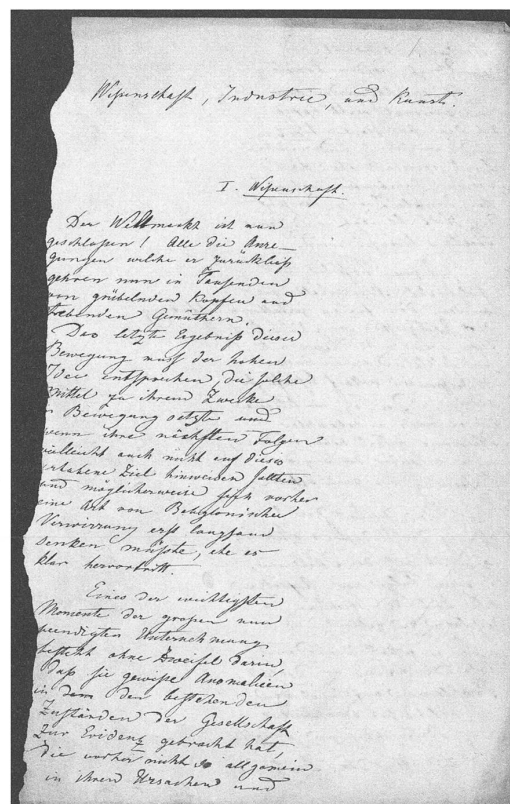 1.
Wissenschaft, Industrie, und Kunst.
I. Wissenschaft.
Der Weltmarkt ist nun
geschlossen! Alle die Anre-
gungen welche er zurückließ
gehren nun in Tausenden
von grübelnden Köpfen und
Gemüthern.
Das letzte Ergebniß dieser
Bewegung muß der hohen
Idee entsprechen, die solche
Mittel zu ihrem Zwecke
Bewegung setzte und
wenn ihre nächsten Folgen
vielleicht auch nicht auf dieses
erhabene Ziel hinweisen sollten
und möglicherweise sich vorher
eine Art von Babylonischer
Verwirrung erst langsam
senken müßte, ehe es
klar hervortritt.
Eines der wichtigsten
Momente der großen nun
beendigten Unternehmung
besteht ohne Zweifel darin,
daß sie gewisse Anomalieen
in dem den bestehenden
Zuständen der Gesellschaft
zur Evidenz gebracht hat,
die vorher nicht so allgemein
in ihren Ursachen und